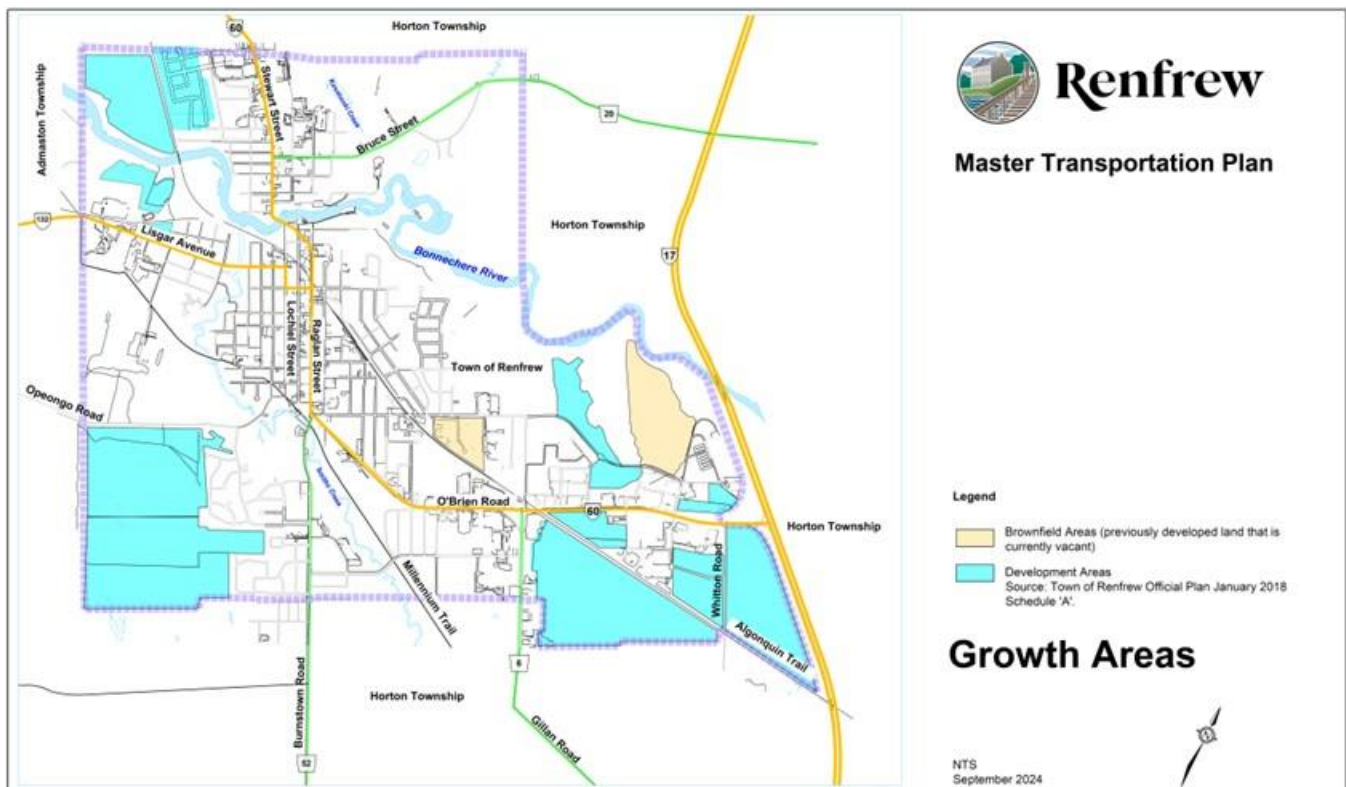 Horton Township
60
Stewart Street
Admaston Township
Bruce Street
20
Horton Township
132
Lisgar Avenue
Bonnechere River
17
Lochiel Street
Raglan Street
Town of Renfrew
Opeongo Road
O'Brien Road
60
Horton Township
Whitton Road
Millennium Trail
Algonquin Trail
Burnstown Road
6
Horton Township
Gillan Road
52
Renfrew
Master Transportation Plan
Legend
Brownfield Areas (previously developed land that is
currently vacant)
Development Areas
Source: Town of Renfrew Official Plan January 2018
Schedule 'A'.
Growth Areas
NTS
September 2024